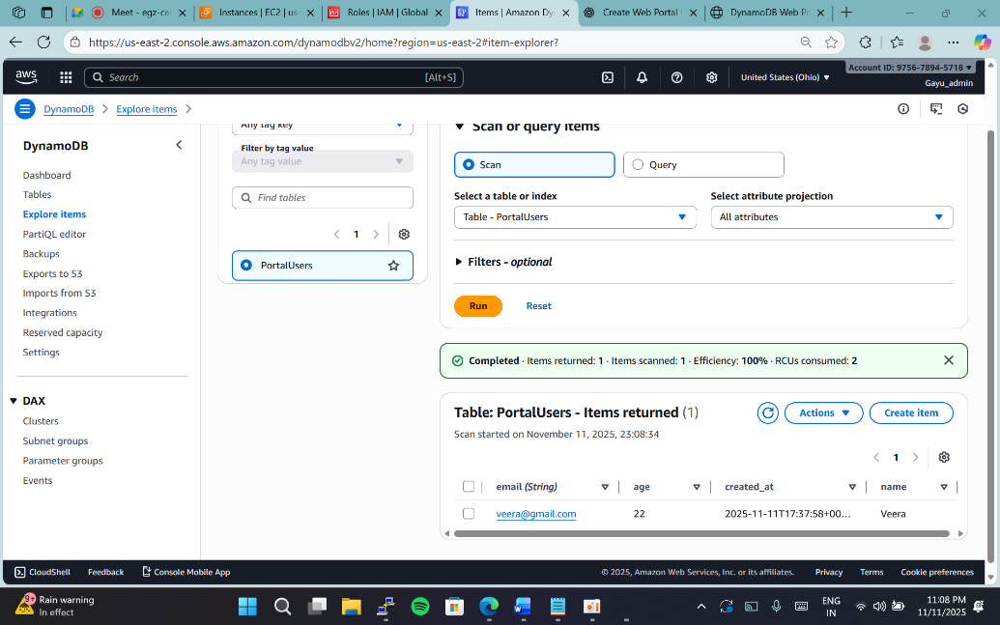 Meet - egz-ce
Instances | EC2 | us-
Roles | IAM | Global
Items | Amazon Dy
Create Web Portal
DynamoDB Web Po
https://us-east-2.console.aws.amazon.com/dynamodbv2/home?region=us-east-2#item-explorer?
aws
Search
[Alt+S]
United States (Ohio)
Account ID: 9756-7894-5718
Gayu_admin
DynamoDB
Explore items
DynamoDB
Dashboard
Tables
Explore items
PartiQL editor
Backups
Exports to S3
Imports from S3
Integrations
Reserved capacity
Settings
DAX
Clusters
Subnet groups
Parameter groups
Events
Any tag key
Filter by tag value
Any tag value
Find tables
1
PortalUsers
Scan or query items
Scan
Query
Select a table or index
Table - PortalUsers
Select attribute projection
All attributes
Filters - optional
Run
Reset
Completed · Items returned: 1 · Items scanned: 1 · Efficiency: 100% · RCUs consumed: 2
Table: PortalUsers - Items returned (1)
Scan started on November 11, 2025, 23:08:34
Actions
Create item
1
email (String) age created_at name
veera@gmail.com 22 2025-11-11T17:37:58+00... Veera
CloudShell
Feedback
Console Mobile App
© 2025, Amazon Web Services, Inc. or its affiliates.
Privacy
Terms
Cookie preferences
9+
Rain warning
In effect
ENG
IN
11:08 PM
11/11/2025